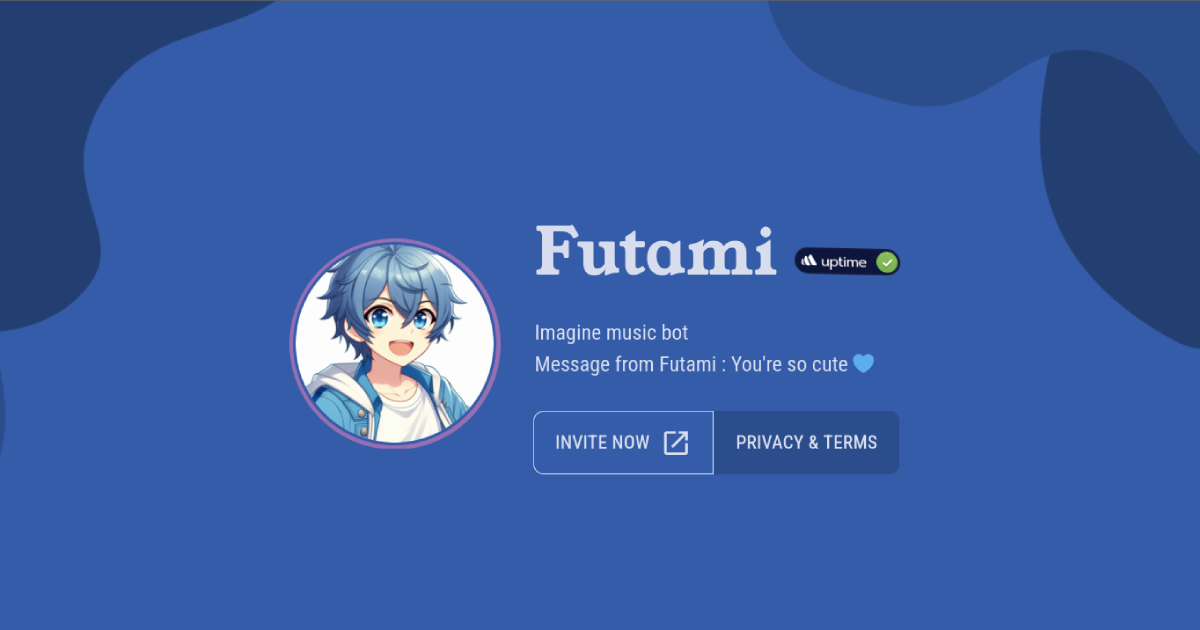 Futami
uptime
Imagine music bot
Message from Futami : You're so cute 💙
INVITE NOW
PRIVACY & TERMS